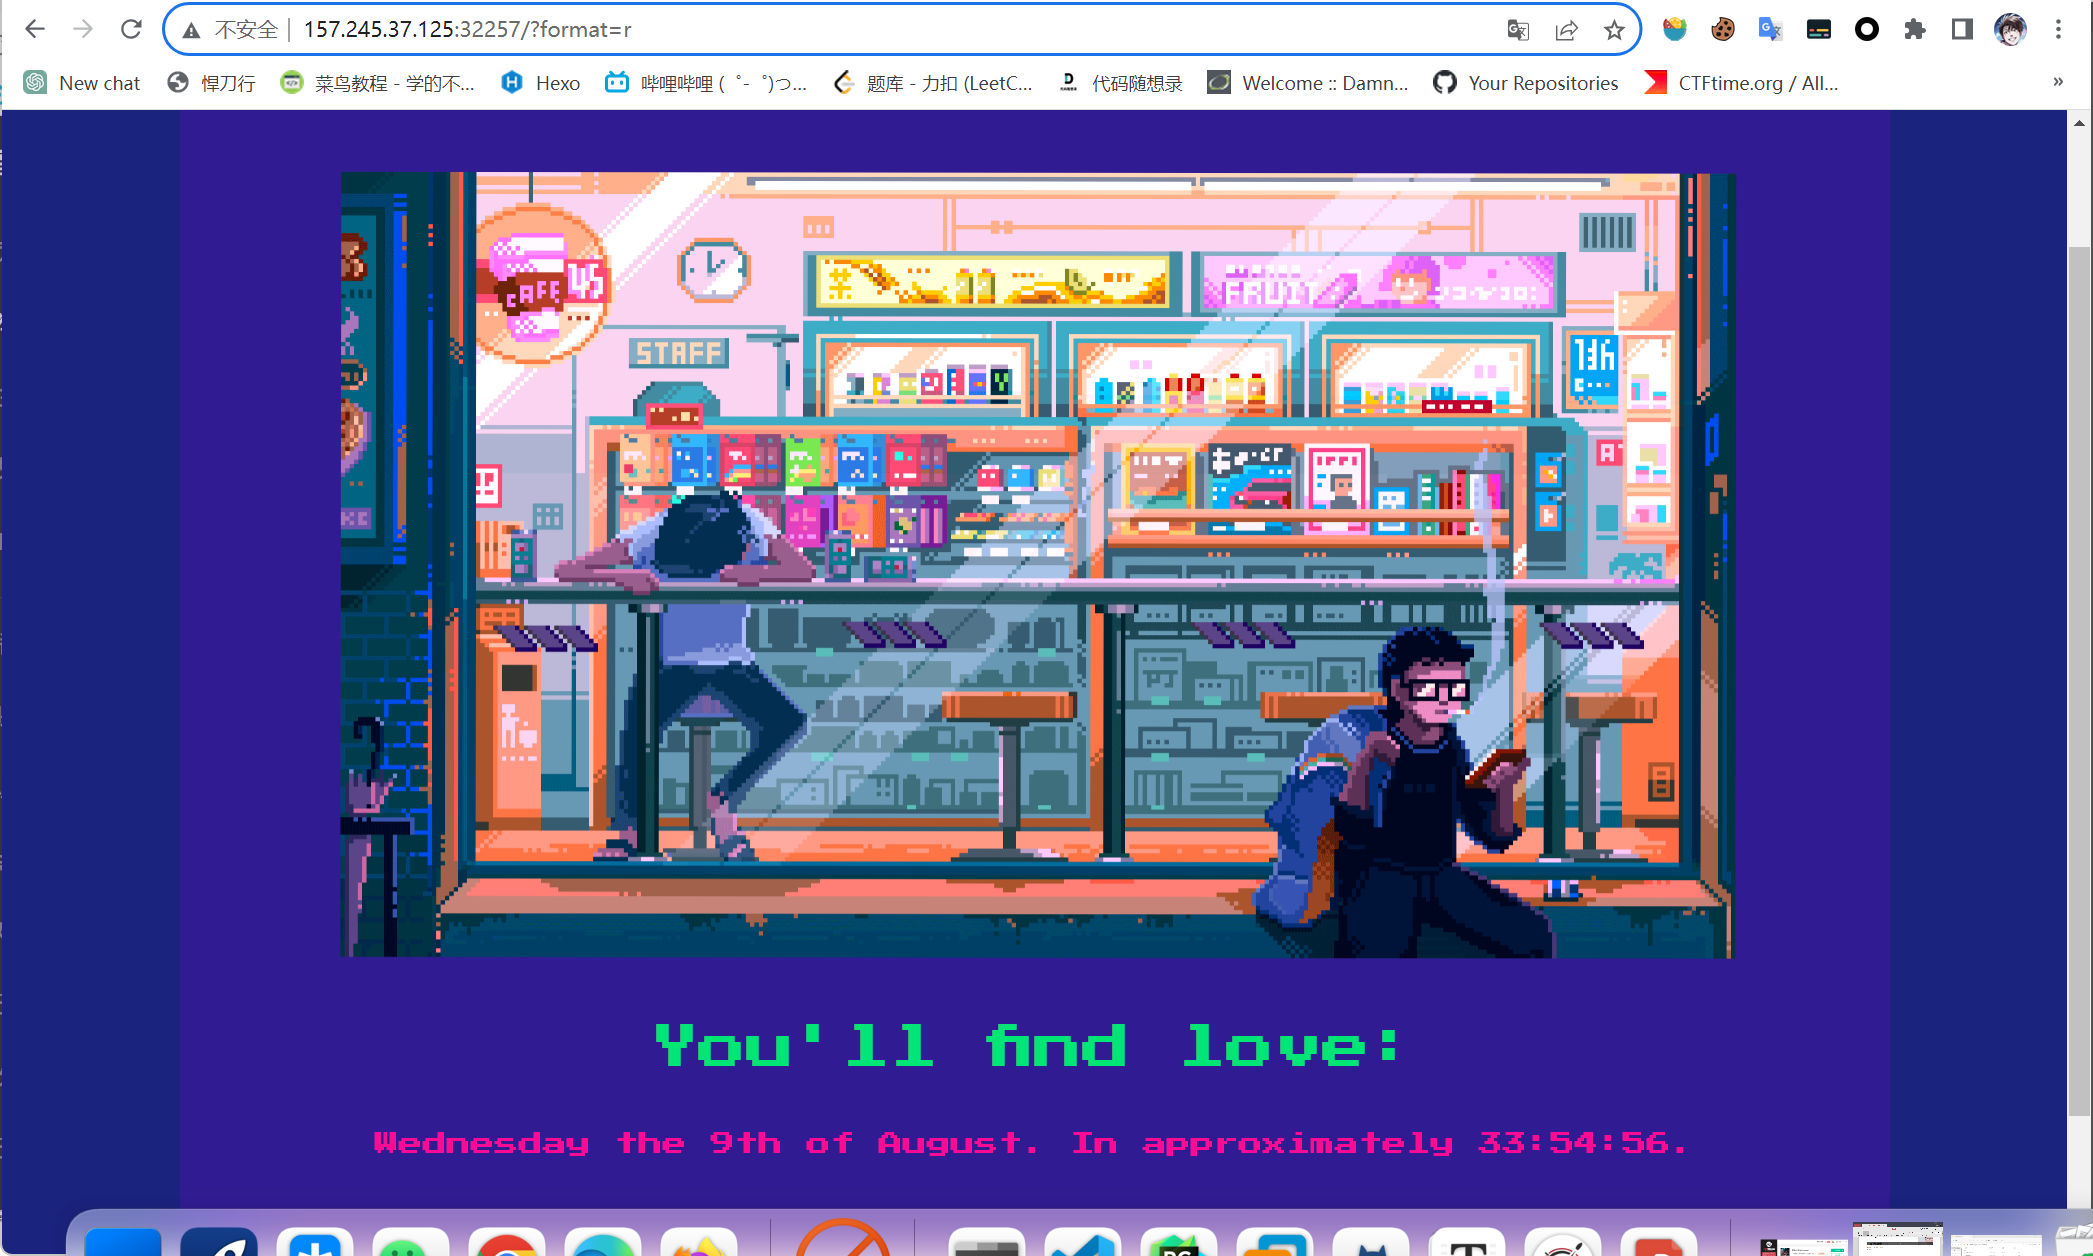 不安全 | 157.245.37.125:32257/?format=r
New chat 悍刀行 菜鸟教程 - 学的不... Hexo 哔哩哔哩 ( ゜- ゜)つ... 题库 - 力扣 (LeetC... 代码随想录 Welcome :: Damn... Your Repositories CTFtime.org / All... »
CAFE 45
FRUIT
STAFF
You'll find love:
Wednesday the 9th of August. In approximately 33:54:56.